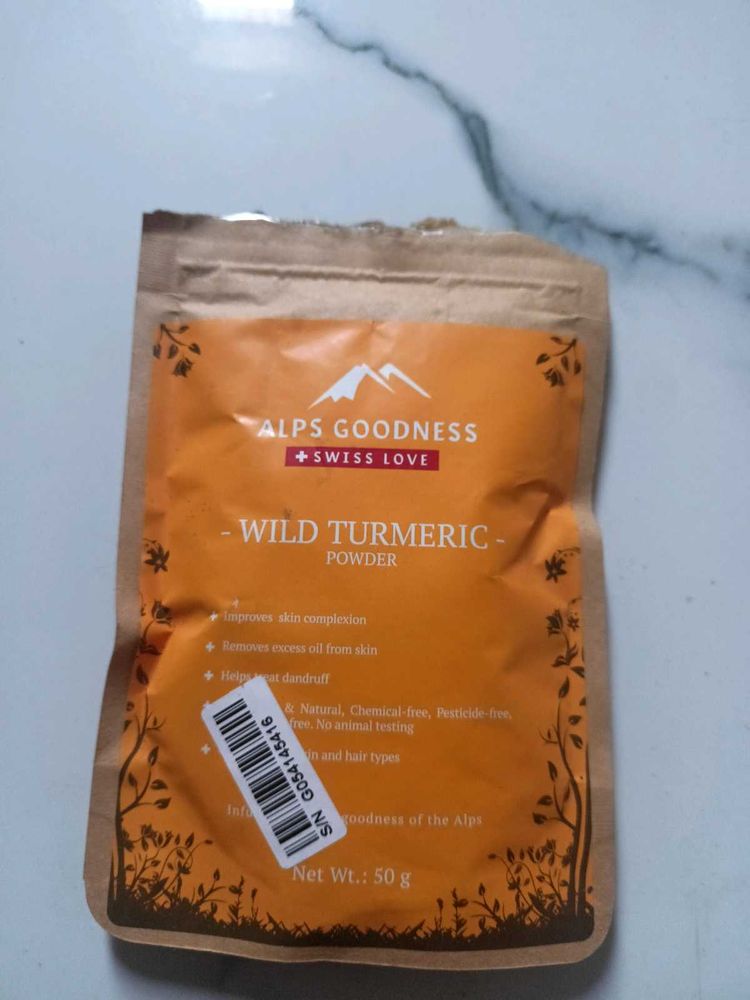 ALPS GOODNESS
+ SWISS LOVE
- WILD TURMERIC -
POWDER
+ Improves skin complexion
+ Removes excess oil from skin
+ Helps treat dandruff
& Natural, Chemical-free, Pesticide-free,
free. No animal testing
+ and hair types
goodness of the Alps
S/N G054145416
Net Wt.: 50 g